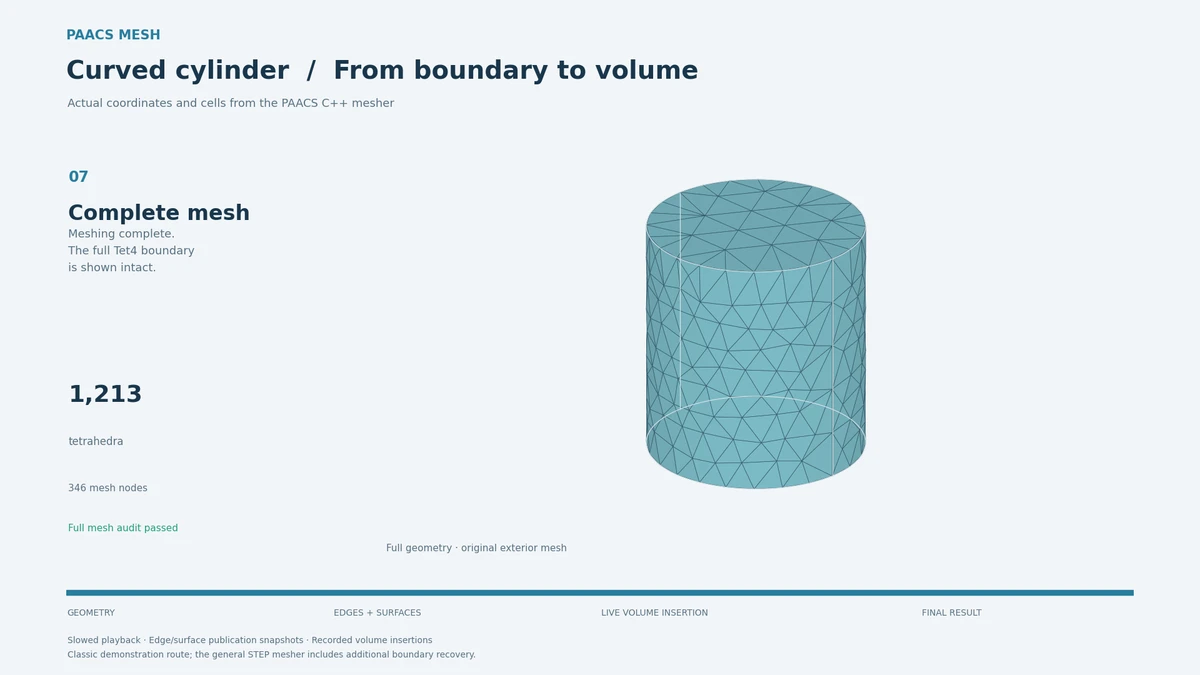 PAACS MESH
Curved cylinder / From boundary to volume
Actual coordinates and cells from the PAACS C++ mesher
07
Complete mesh
Meshing complete.
The full Tet4 boundary
is shown intact.
1,213
tetrahedra
346 mesh nodes
Full mesh audit passed
Full geometry · original exterior mesh
GEOMETRY
EDGES + SURFACES
LIVE VOLUME INSERTION
FINAL RESULT
Slowed playback · Edge/surface publication snapshots · Recorded volume insertions
Classic demonstration route; the general STEP mesher includes additional boundary recovery.